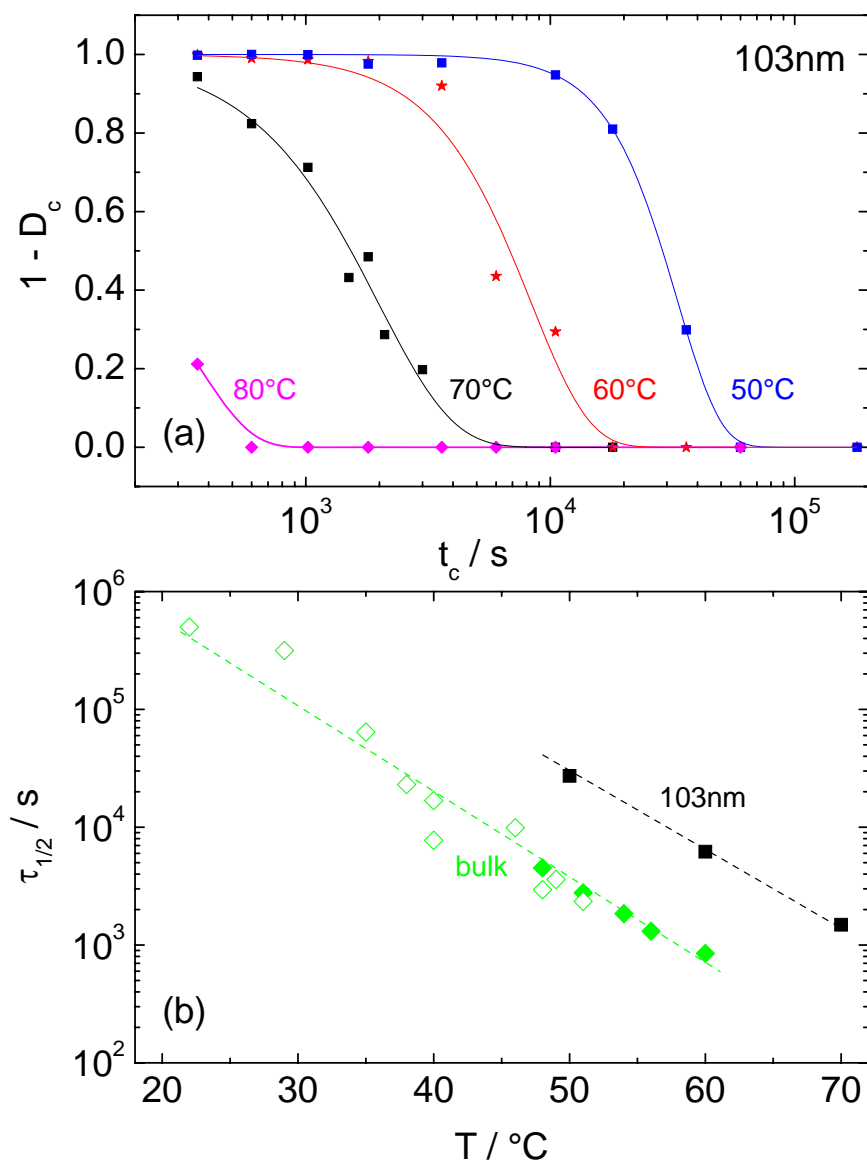 1.0
103nm
0.8
1 - D_c
0.6
0.4
0.2
80°C 70°C 60°C 50°C
(a)
0.0
10^3 10^4 10^5
t_c / s
10^6
10^5
τ_1/2 / s
103nm
10^4
bulk
10^3
(b)
10^2
20 30 40 50 60 70
T / °C